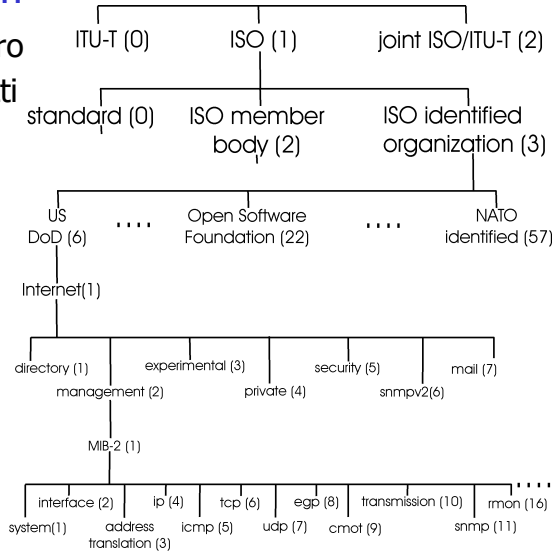 ITU-T (0) ISO (1) joint ISO/ITU-T (2)
standard (0) ISO member body (2) ISO identified organization (3)
US DoD (6) .... Open Software Foundation (22) .... NATO identified (57)
Internet(1)
directory (1) management (2) experimental (3) private (4) security (5) snmpv2(6) mail (7)
MIB-2 (1)
system(1) interface (2) address translation (3) ip (4) icmp (5) tcp (6) udp (7) egp (8) cmot (9) transmission (10) snmp (11) rmon (16) ....